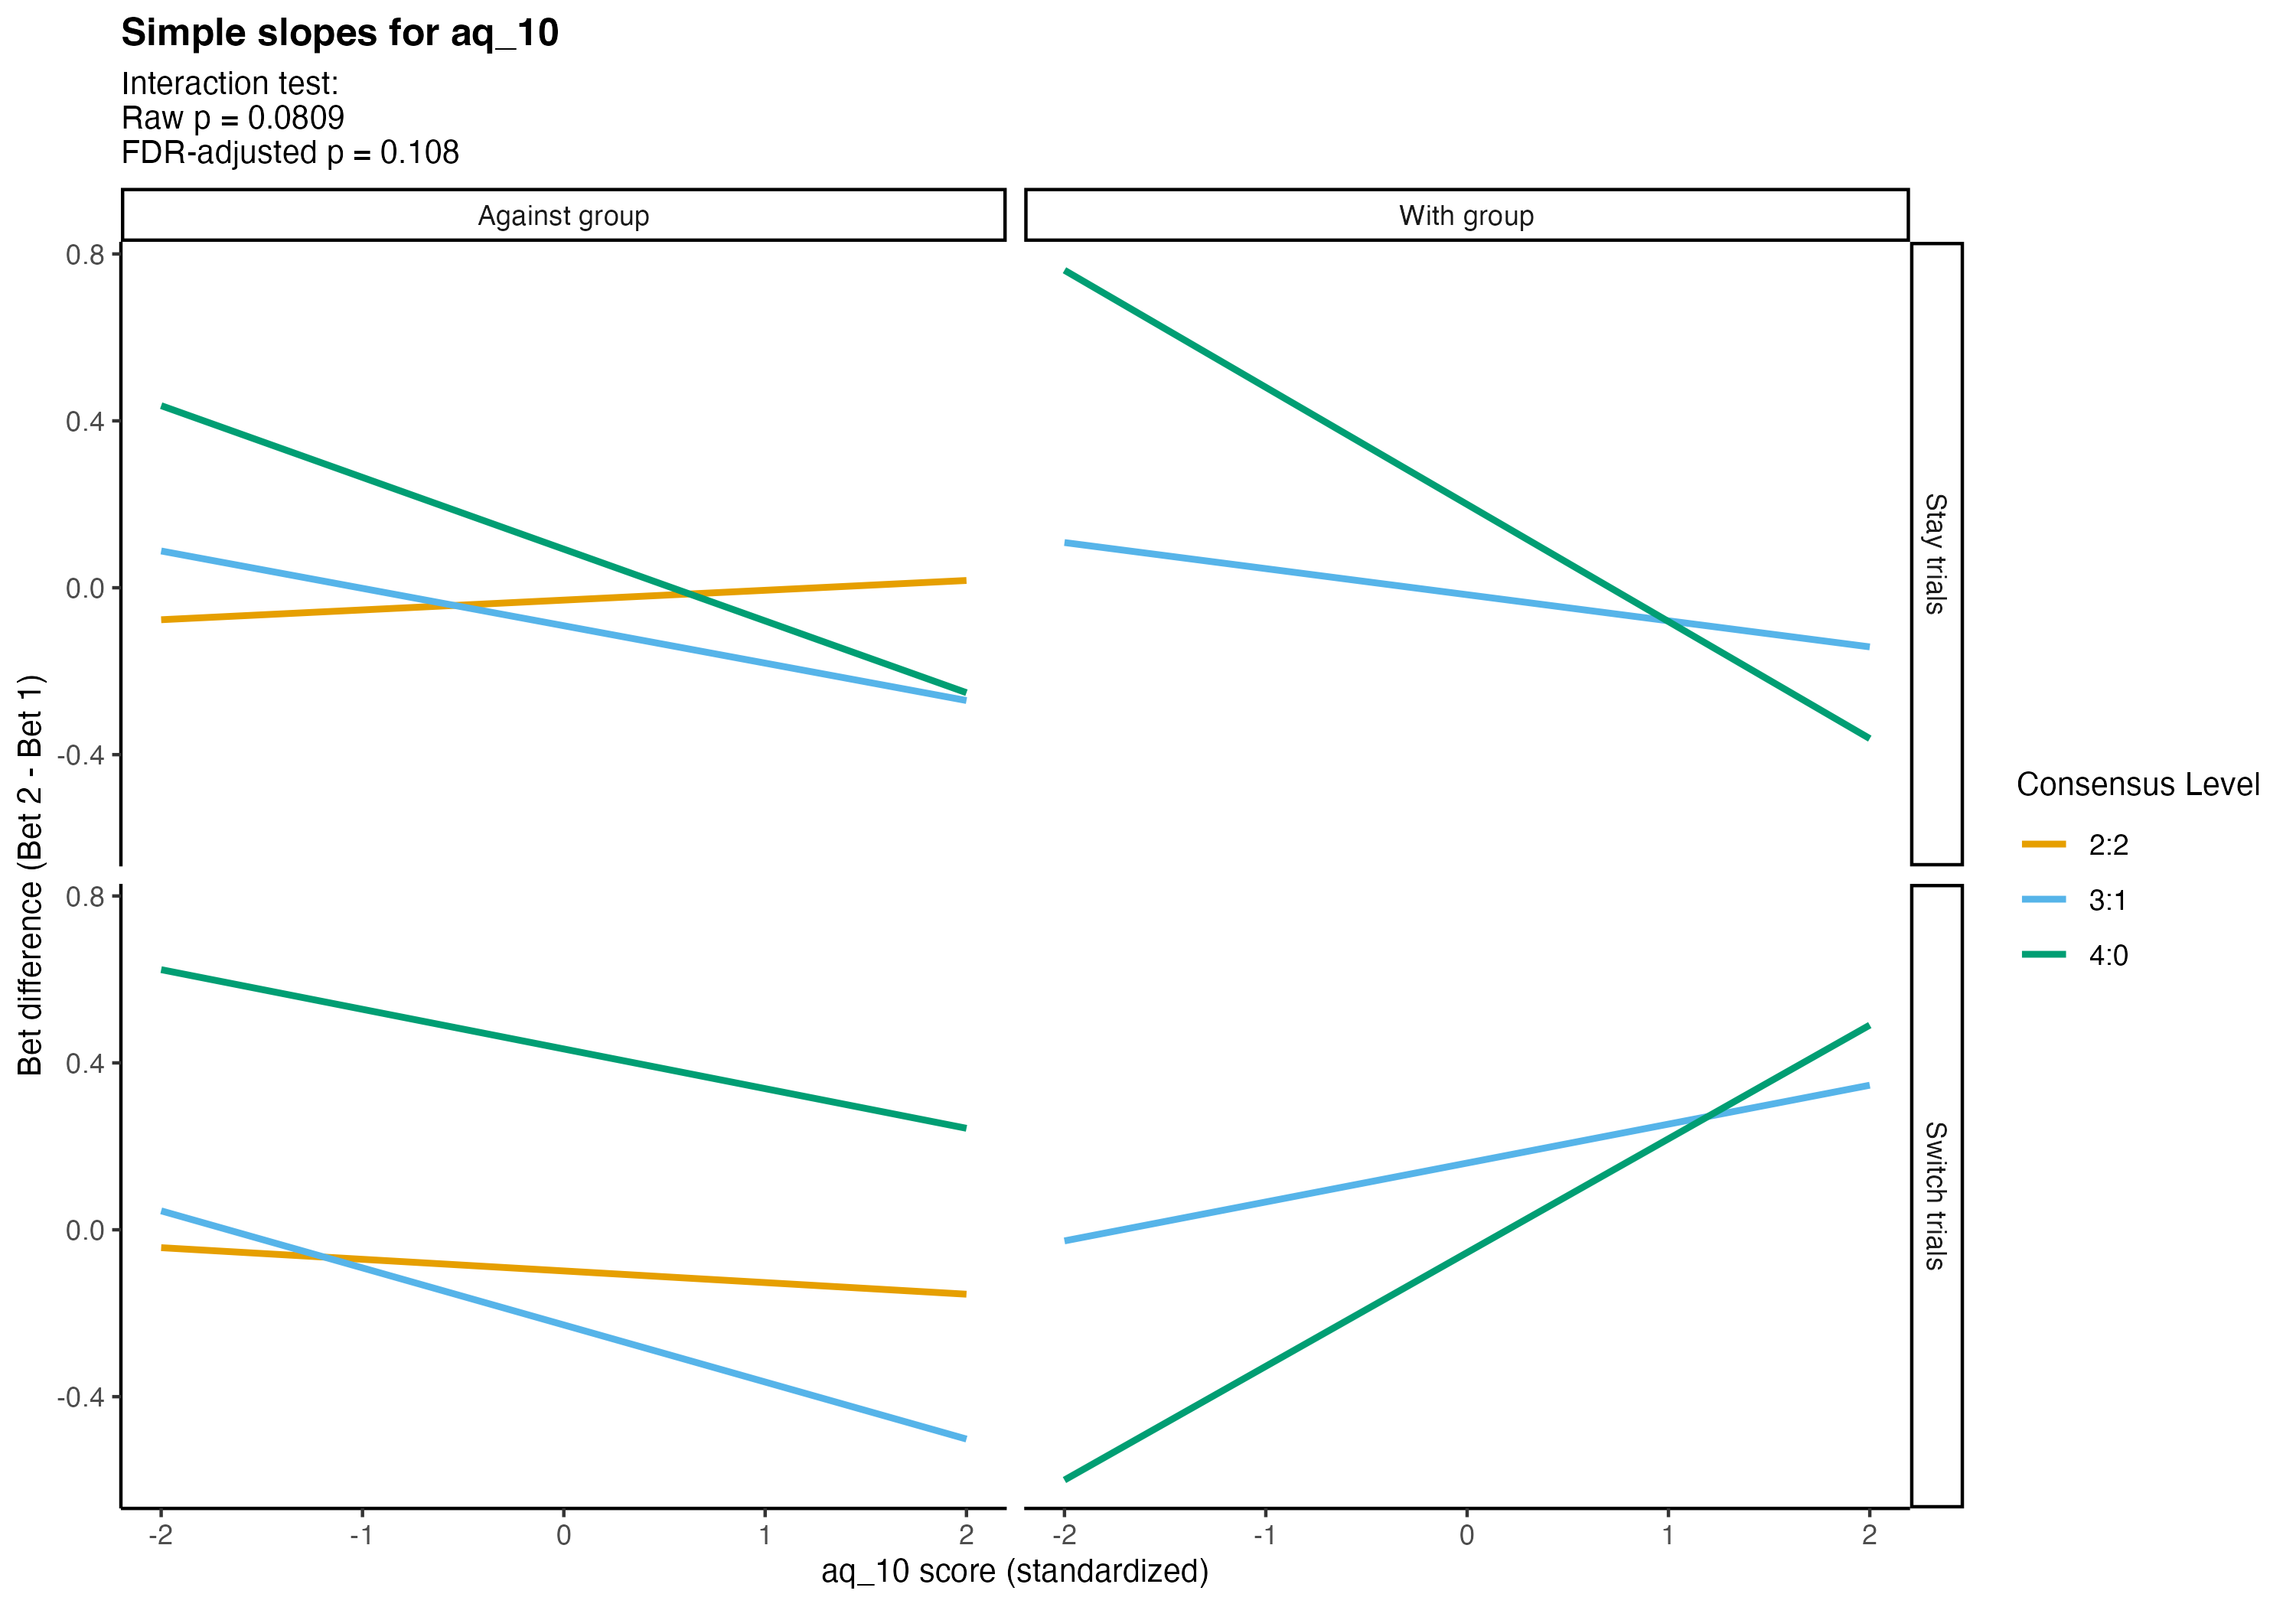 Simple slopes for aq_10
Interaction test:
Raw p = 0.0809
FDR-adjusted p = 0.108
Against group
With group
0.8
0.4
0.0
-0.4
Stay trials
0.8
0.4
0.0
-0.4
Switch trials
Bet difference (Bet 2 - Bet 1)
-2
-1
0
1
2
-2
-1
0
1
2
aq_10 score (standardized)
Consensus Level
2:2
3:1
4:0